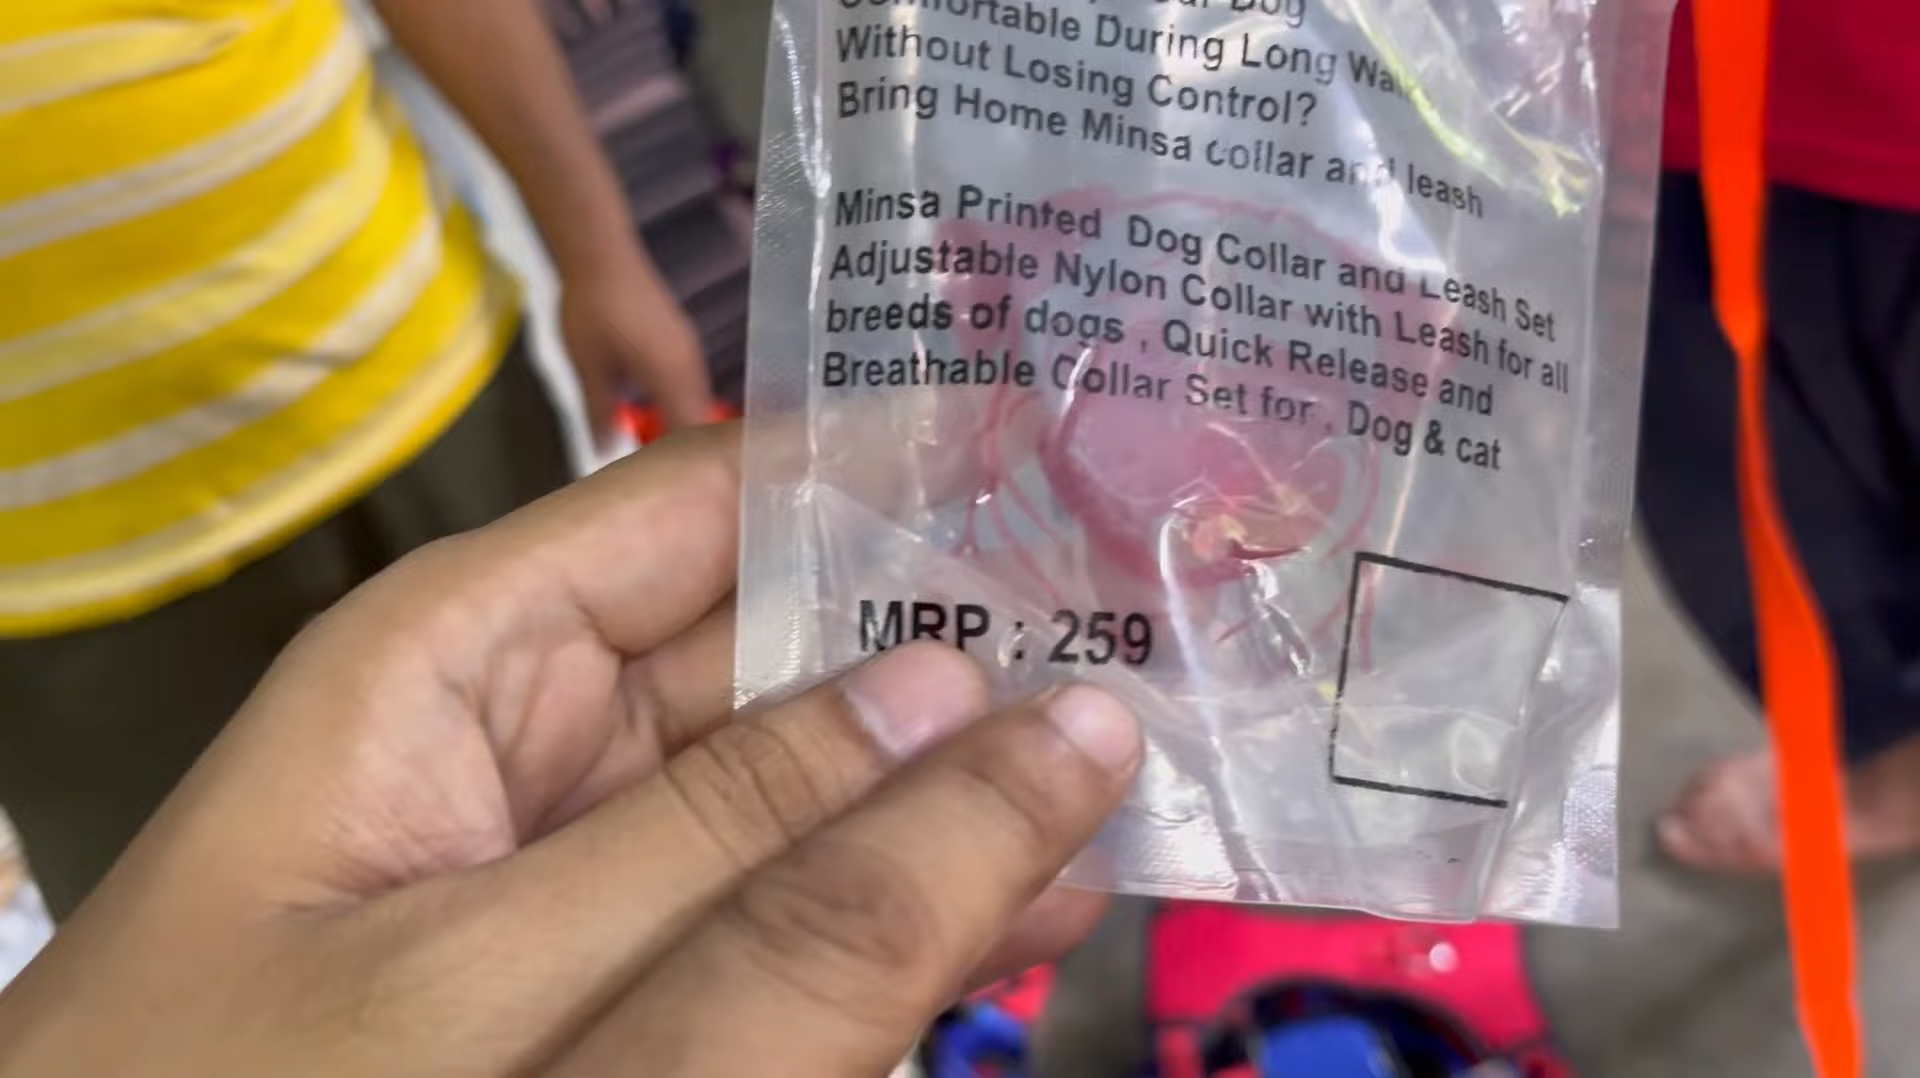 Dog
Comfortable During Long
Without Losing Control?
Bring Home Minsa collar and leash
Minsa Printed Dog Collar and Leash Set
Adjustable Nylon Collar with Leash for all
breeds of dogs , Quick Release and
Breathable Collar Set for , Dog & cat
MRP : 259